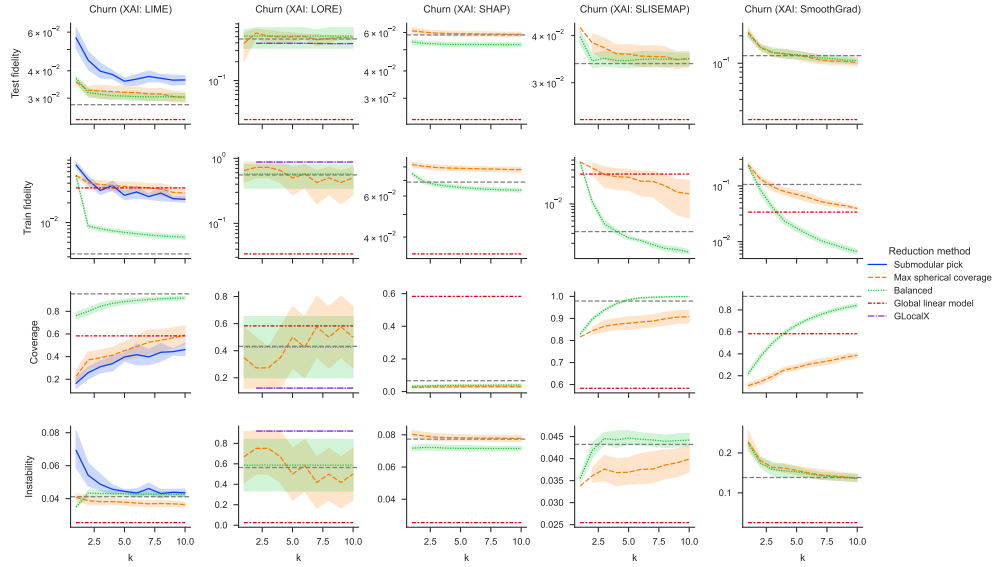 Churn (XAI: LIME)
Churn (XAI: LORE)
Churn (XAI: SHAP)
Churn (XAI: SLISEMAP)
Churn (XAI: SmoothGrad)
Test fidelity
6 × 10⁻²
4 × 10⁻²
3 × 10⁻²
10⁻¹
6 × 10⁻²
5 × 10⁻²
4 × 10⁻²
3 × 10⁻²
4 × 10⁻²
3 × 10⁻²
10⁻¹
Train fidelity
10⁻²
10⁰
10⁻¹
6 × 10⁻²
4 × 10⁻²
10⁻²
10⁻¹
10⁻²
Coverage
0.8
0.6
0.4
0.2
0.8
0.6
0.4
0.2
0.6
0.4
0.2
0.0
1.0
0.9
0.8
0.7
0.6
0.8
0.6
0.4
0.2
Instability
0.08
0.06
0.04
0.8
0.6
0.4
0.2
0.0
0.08
0.06
0.04
0.045
0.040
0.035
0.030
0.025
0.2
0.1
2.5 5.0 7.5 10.0
2.5 5.0 7.5 10.0
2.5 5.0 7.5 10.0
2.5 5.0 7.5 10.0
2.5 5.0 7.5 10.0
k
k
k
k
k
Reduction method
Submodular pick
Max spherical coverage
Balanced
Global linear model
GLocalX